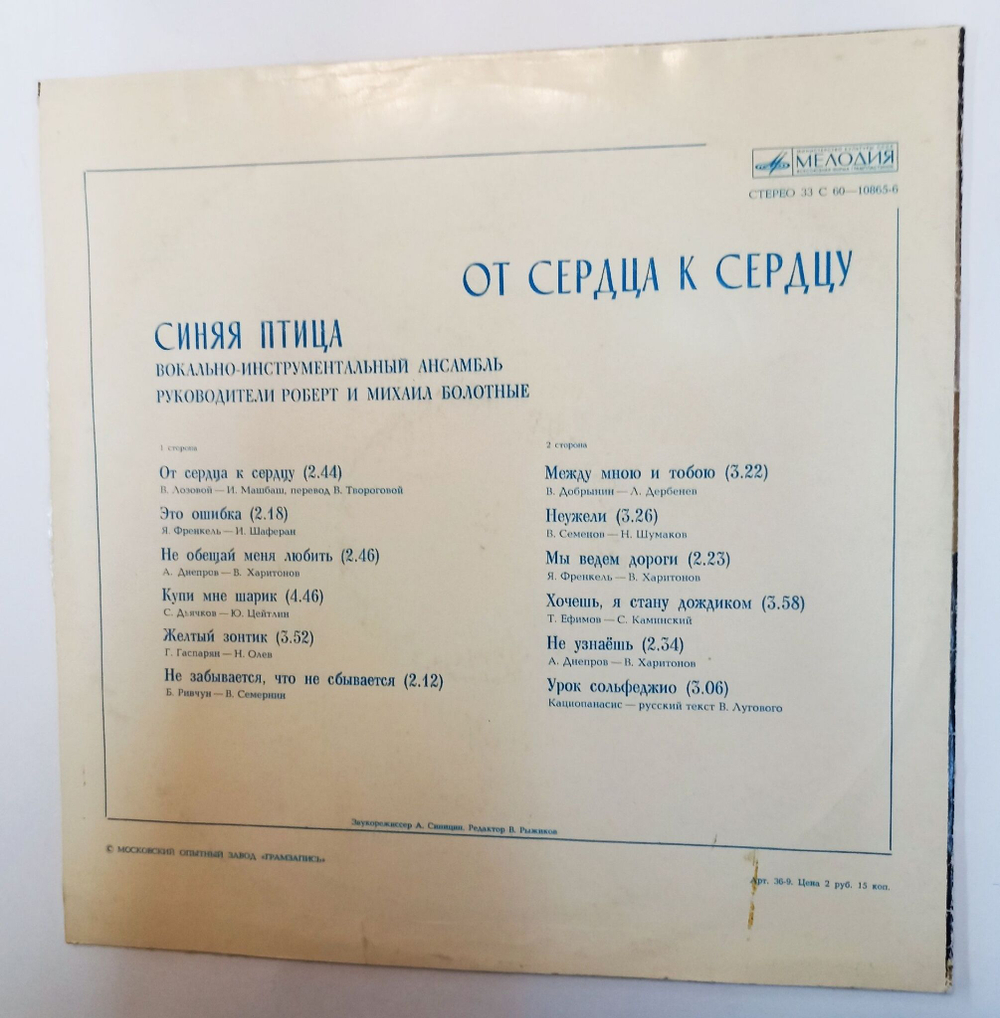 МЕЛОДИЯ
СТЕРЕО 33 С 60—10865-6
ОТ СЕРДЦА К СЕРДЦУ
СИНЯЯ ПТИЦА
ВОКАЛЬНО-ИНСТРУМЕНТАЛЬНЫЙ АНСАМБЛЬ
РУКОВОДИТЕЛИ РОБЕРТ И МИХАИЛ БОЛОТНЫЕ
1 сторона
От сердца к сердцу (2.44)
В. Лозовой — И. Машбаш, перевод В. Твороговой
Это ошибка (2.18)
Я. Френкель — И. Шаферан
Не обещай меня любить (2.46)
А. Днепров — В. Харитонов
Купи мне шарик (4.46)
С. Дьячков — Ю. Цейтлин
Желтый зонтик (3.52)
Г. Гаспарян — Н. Олев
Не забывается, что не сбывается (2.12)
Б. Ривчун — В. Семернин
2 сторона
Между мною и тобою (3.22)
В. Добрынин — Л. Дербенев
Неужели (3.26)
В. Семенов — Н. Шумаков
Мы ведем дороги (2.23)
Я. Френкель — В. Харитонов
Хочешь, я стану дождиком (3.58)
Т. Ефимов — С. Каминский
Не узнаёшь (2.34)
А. Днепров — В. Харитонов
Урок сольфеджио (3.06)
Кацпопанасис — русский текст В. Лугового
Звукорежиссер А. Синицин. Редактор В. Рыжиков
© МОСКОВСКИЙ ОПЫТНЫЙ ЗАВОД «ГРАМЗАПИСЬ»
Арт. 36-9. Цена 2 руб. 15 коп.